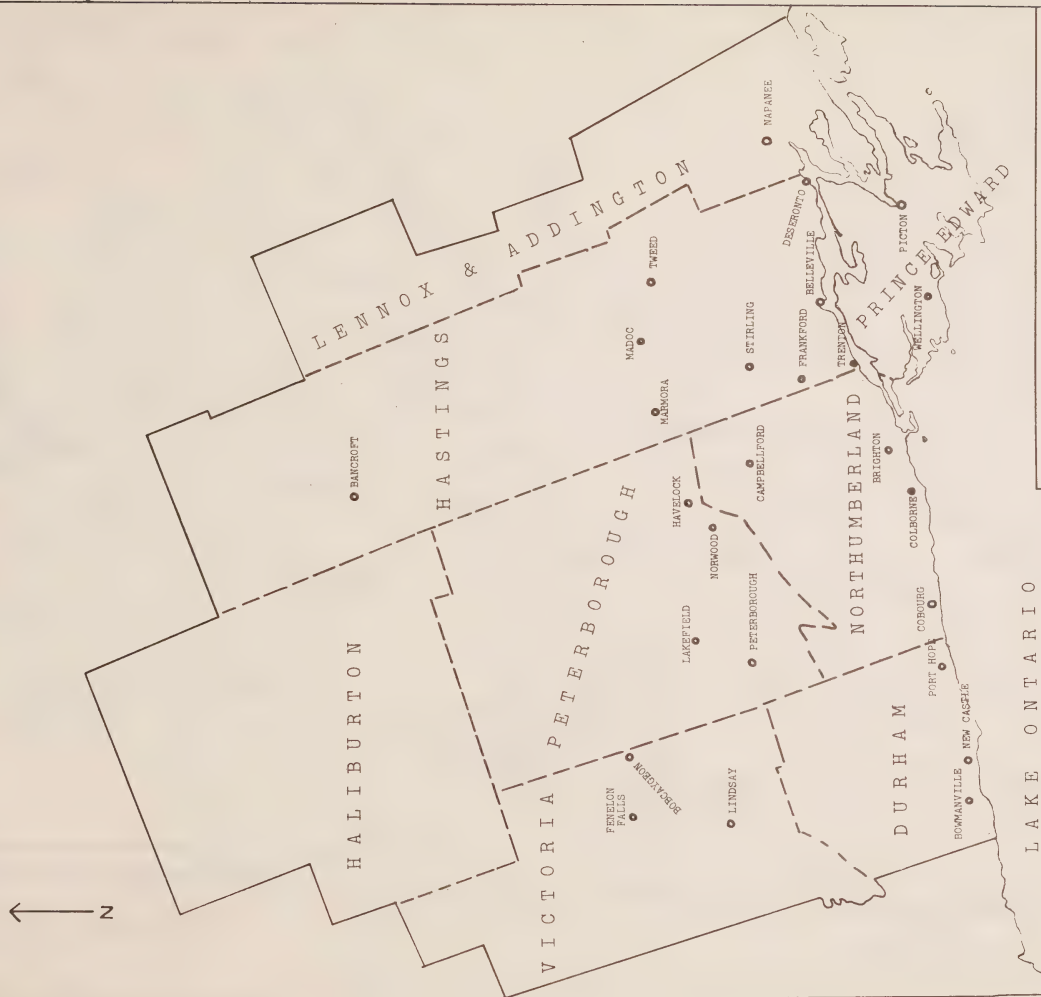 N
HALIBURTON
LENNOX & ADDINGTON
HASTINGS
BANCROFT
VICTORIA
PETERBOROUGH
FENELON
FALLS
BOBCAYGEON
LINDSAY
LAKEFIELD
PETERBOROUGH
HAVELOCK
NORWOOD
CAMPBELLFORD
MARMORA
MADOC
TWEED
STIRLING
FRANKFORD
TRENTON
BELLEVILLE
DESERONTO
NAPANEE
PICTON
PRINCE EDWARD
WELLINGTON
NORTHUMBERLAND
BRIGHTON
COLBORNE
COBOURG
PORT HOPE
DURHAM
NEW CASTLE
BOWMANVILLE
LAKE ONTARIO